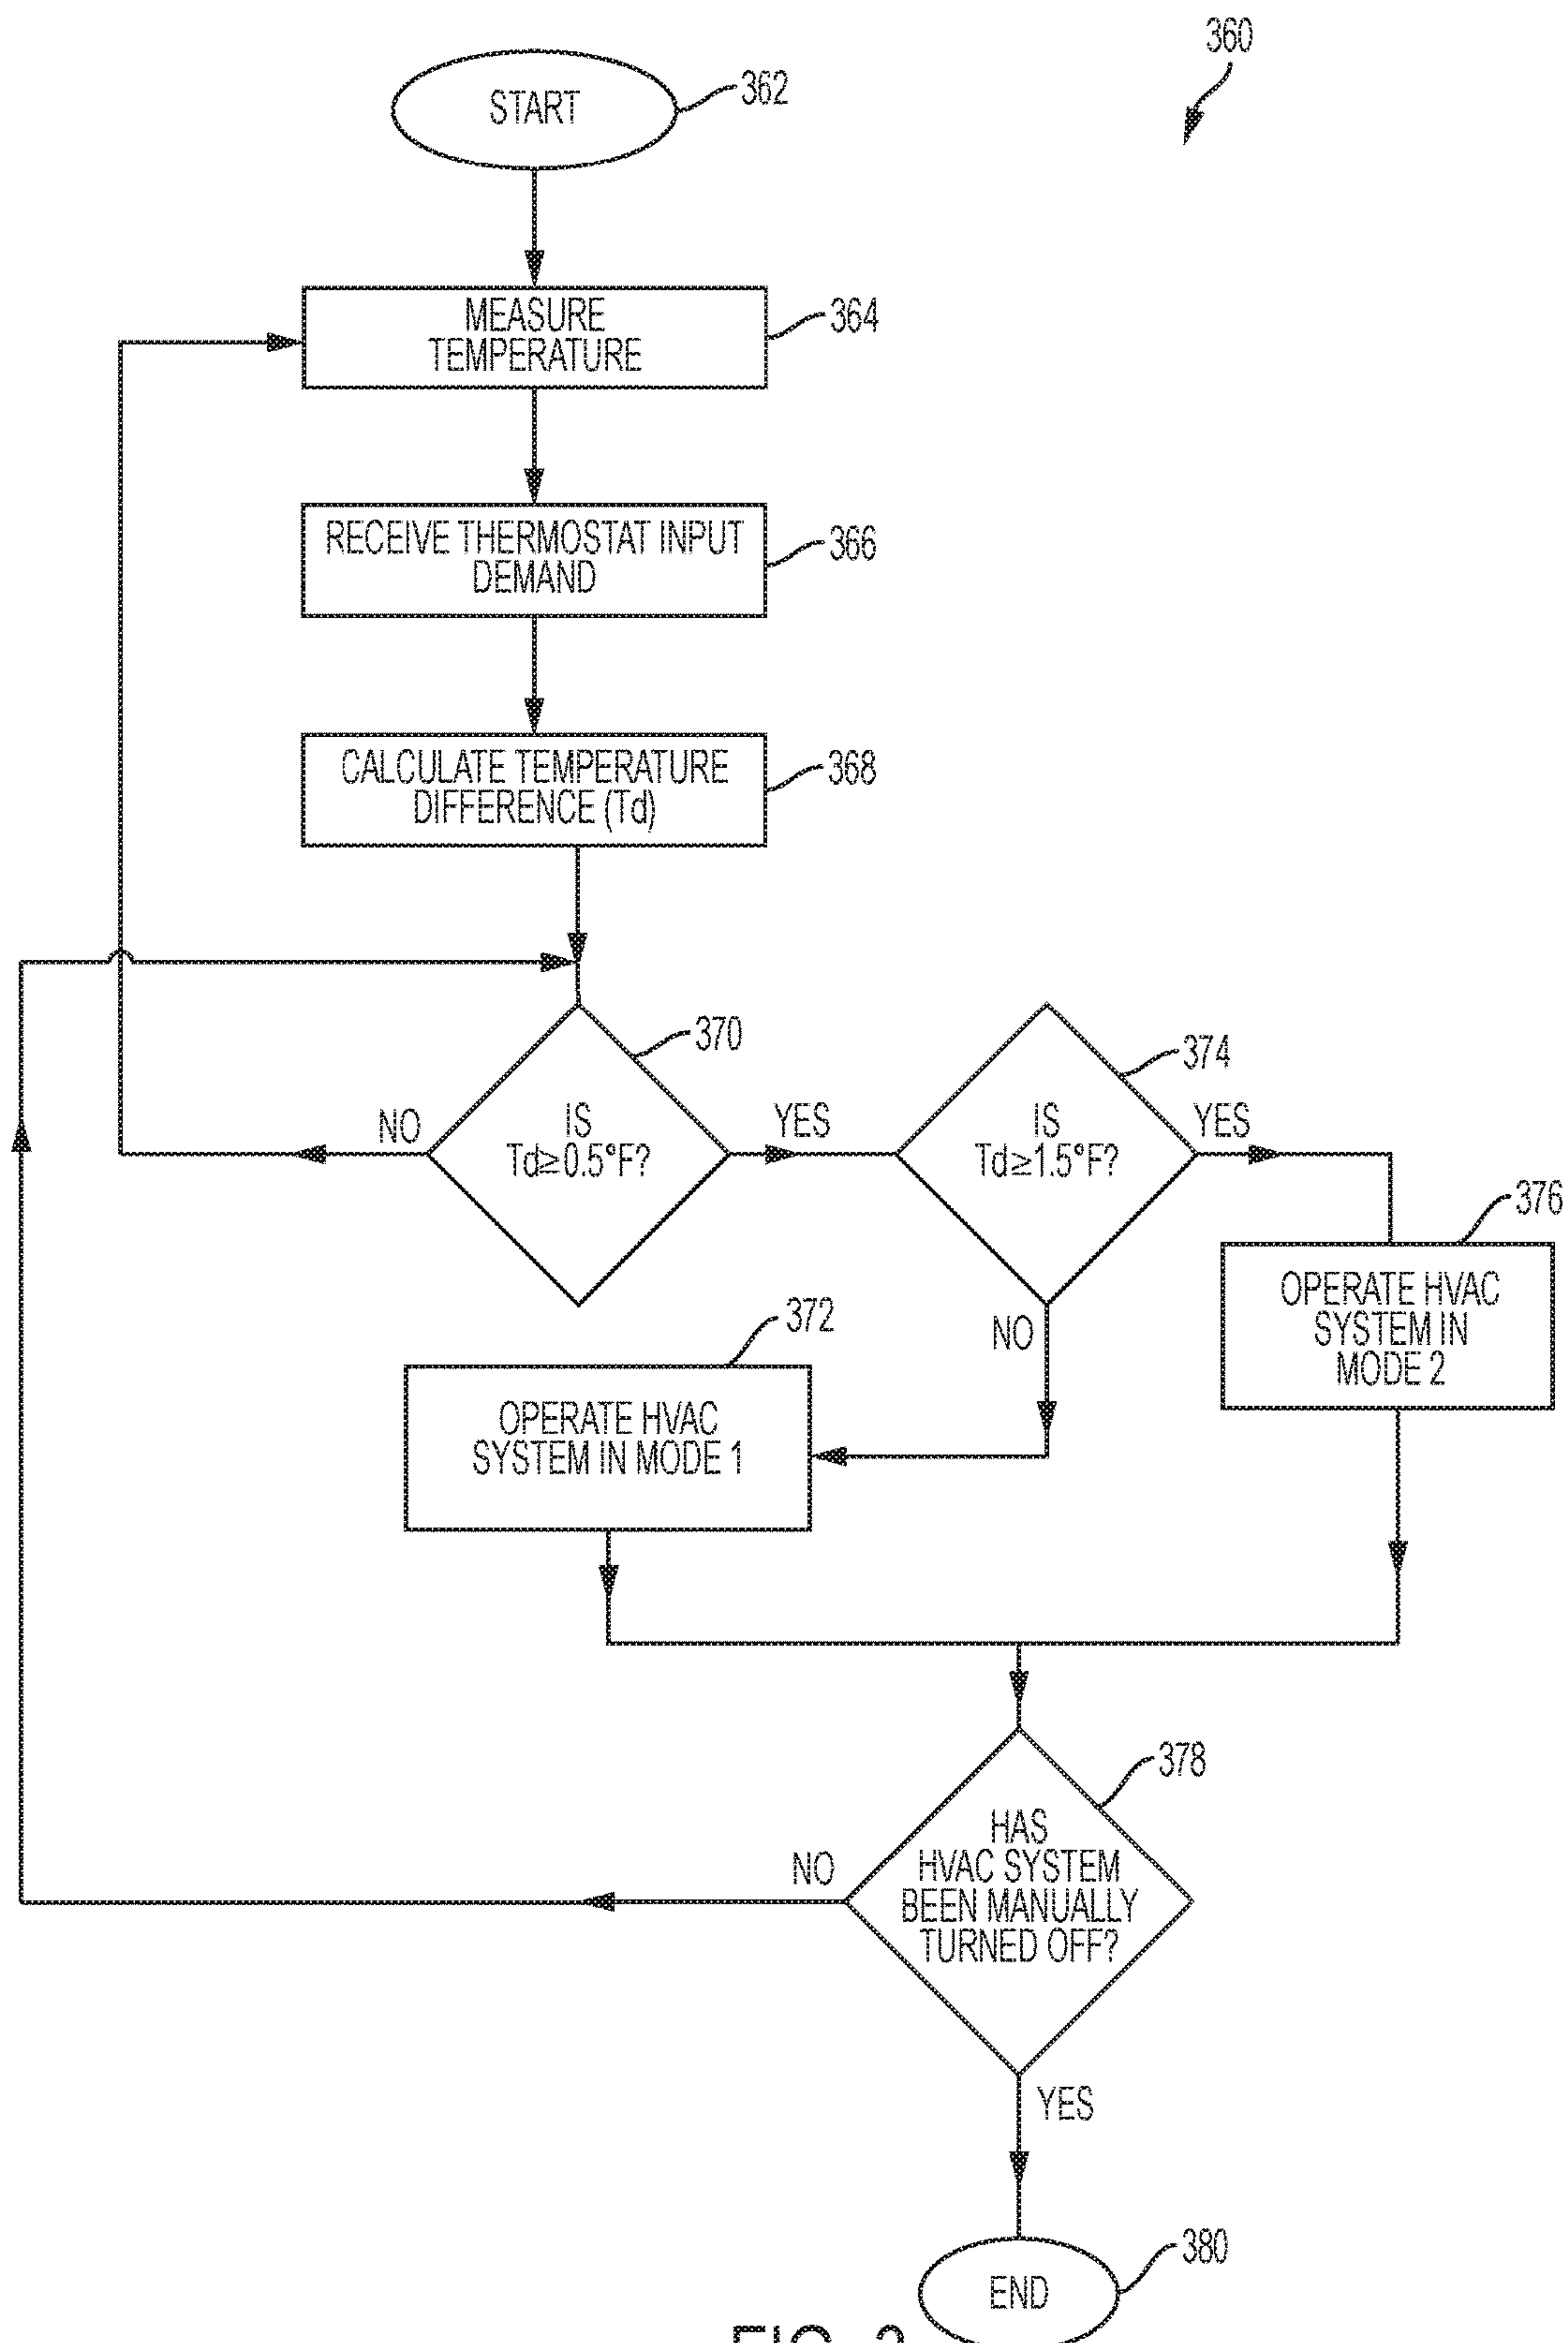 360
START
362
MEASURE
TEMPERATURE
364
RECEIVE THERMOSTAT INPUT
DEMAND
366
CALCULATE TEMPERATURE
DIFFERENCE (Td)
368
370
IS
Td≥0.5°F?
NO
YES
374
IS
Td≥1.5°F?
YES
NO
376
OPERATE HVAC
SYSTEM IN
MODE 2
372
OPERATE HVAC
SYSTEM IN MODE 1
378
HAS
HVAC SYSTEM
BEEN MANUALLY
TURNED OFF?
NO
YES
380
END